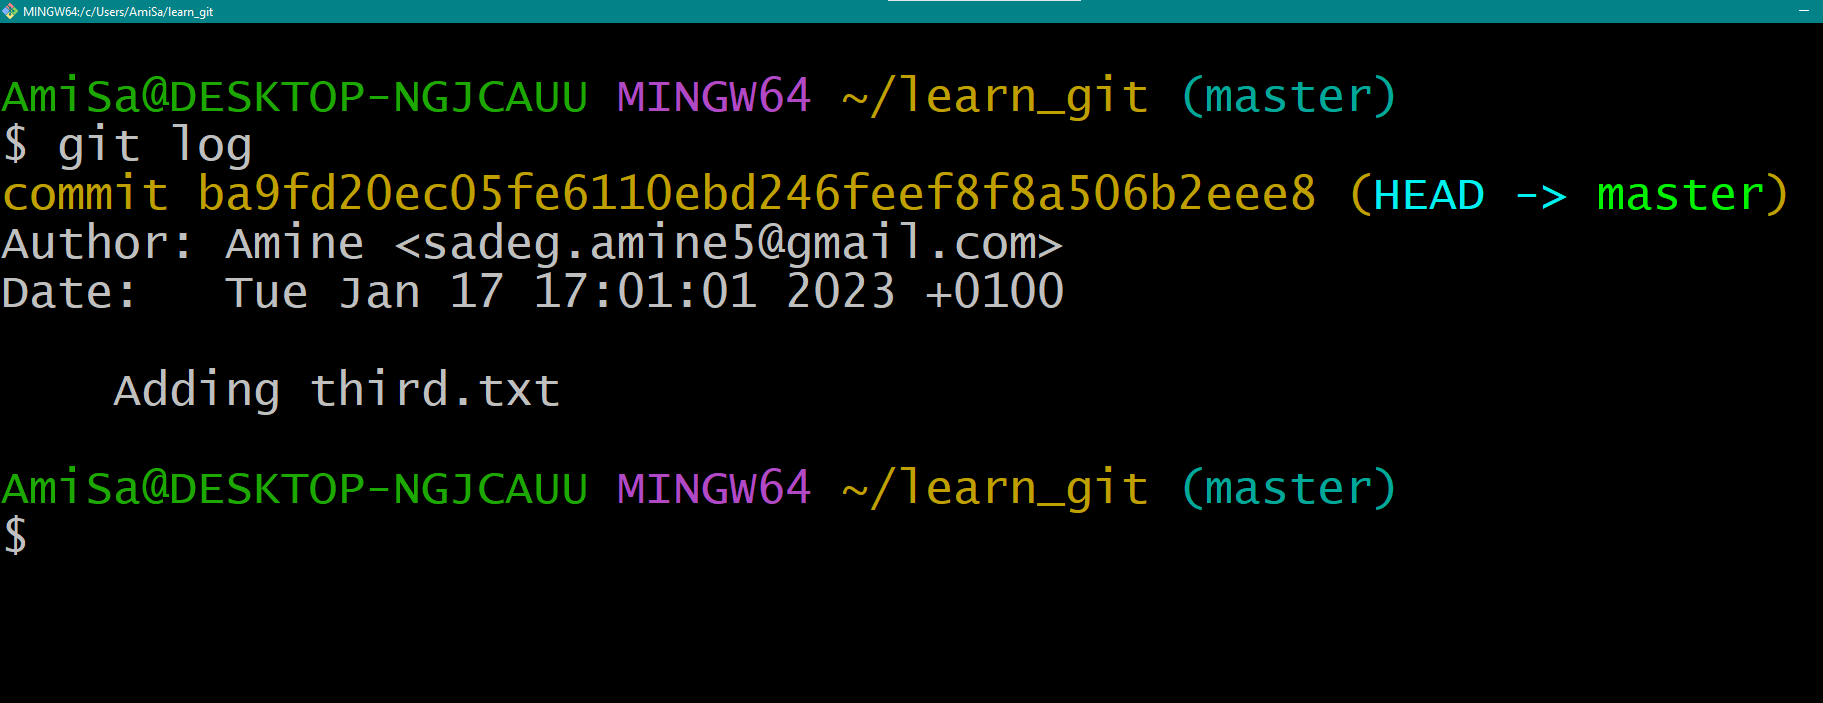 MINGW64:/c/Users/AmiSa/learn_git
AmiSa@DESKTOP-NGJCAUU MINGW64 ~/learn_git (master)
$ git log
commit ba9fd20ec05fe6110ebd246feef8f8a506b2eee8 (HEAD -> master)
Author: Amine <sadeg.amine5@gmail.com>
Date:   Tue Jan 17 17:01:01 2023 +0100
    Adding third.txt
AmiSa@DESKTOP-NGJCAUU MINGW64 ~/learn_git (master)
$